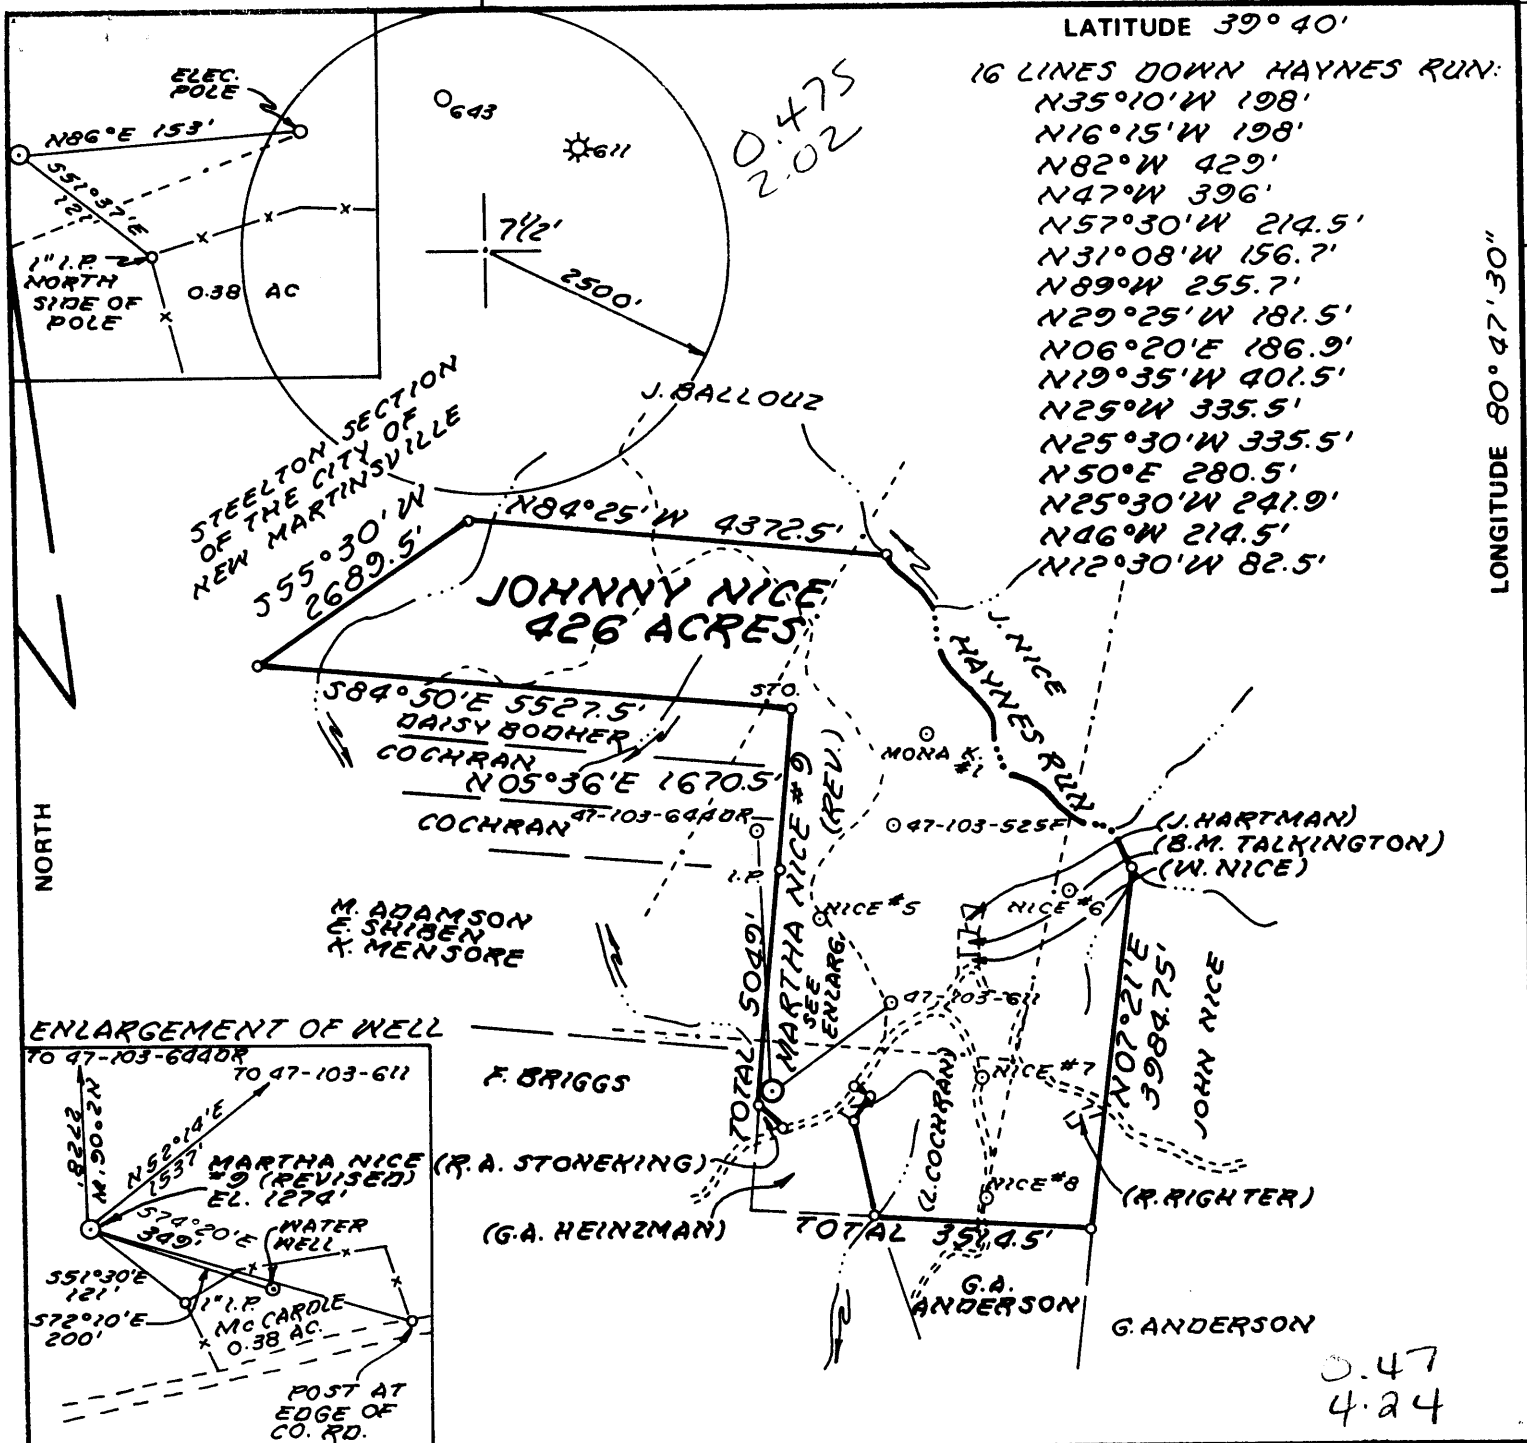 LATITUDE 39° 40'
16 LINES DOWN HAYNES RUN:
N35°10'W 198'
N16°15'W 198'
N82°W 429'
N47°W 396'
N57°30'W 214.5'
N31°08'W 156.7'
N89°W 255.7'
N29°25'W 181.5'
N06°20'E 186.9'
N19°35'W 401.5'
N25°W 335.5'
N25°30'W 335.5'
N50°E 280.5'
N25°30'W 241.9'
N46°W 214.5'
N12°30'W 82.5'
LONGITUDE 80° 47' 30"
ELEC.
POLE
N86°E 153'
S51°37'E
121'
1" I.P.
NORTH
SIDE OF
POLE
0.38 AC
643
611
7 1/2'
2500'
0.475
2.02
J. BALLOUZ
STEELTON SECTION
OF THE CITY OF
NEW MARTINSVILLE
S55°30'W
2689.5'
N84°25'W 4372.5'
JOHNNY NICE
426 ACRES
J. NICE
HAYNES RUN
S84°50'E 5527.5'
STO.
DAISY BOOHER
COCHRAN
N05°36'E 1670.5'
COCHRAN
47-103-644DR
I.P.
MARTHA NICE #9
(REV.)
SEE
ENLARG.
MONA K.
#1
47-103-525F
(J. HARTMAN)
(B.M. TALKINGTON)
(W. NICE)
NICE #5
NICE #6
NORTH
M. ADAMSON
E. SHIBEN
K. MENSORE
TOTAL 5049'
47-103-611
N07°21'E
3984.75'
JOHN NICE
F. BRIGGS
NICE #7
(L. COCHRAN)
(R.A. STONEKING)
NICE #8
(R. RIGHTER)
(G.A. HEINZMAN)
TOTAL 3514.5'
G.A.
ANDERSON
G. ANDERSON
ENLARGEMENT OF WELL
TO 47-103-644DR
TO 47-103-611
N2°06'W
2278'
N52°14'E
1537'
MARTHA NICE
#9 (REVISED)
EL. 1274'
S74°20'E
349'
WATER
WELL
S51°30'E
121'
1" I.P.
S72°10'E
200'
McCARDLE
0.38 AC.
POST AT
EDGE OF
CO. RD.
0.47
4.24